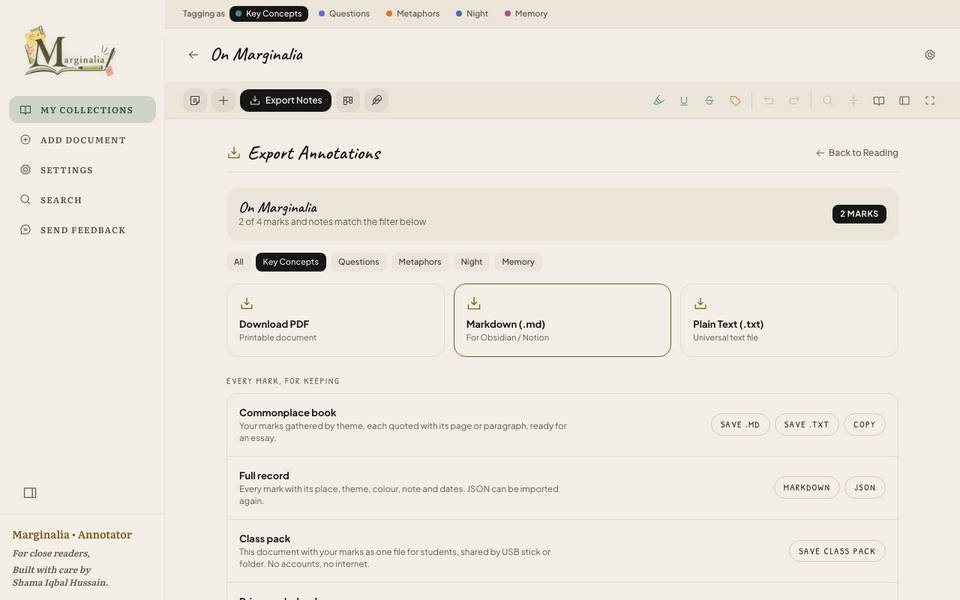 Marginalia
MY COLLECTIONS
ADD DOCUMENT
SETTINGS
SEARCH
SEND FEEDBACK
Marginalia • Annotator
For close readers,
Built with care by
Shama Iqbal Hussain.
Tagging as Key Concepts Questions Metaphors Night Memory
On Marginalia
Export Notes
Export Annotations
← Back to Reading
On Marginalia
2 of 4 marks and notes match the filter below
2 MARKS
All Key Concepts Questions Metaphors Night Memory
Download PDF
Printable document
Markdown (.md)
For Obsidian / Notion
Plain Text (.txt)
Universal text file
EVERY MARK, FOR KEEPING
Commonplace book
Your marks gathered by theme, each quoted with its page or paragraph, ready for
an essay.
SAVE .MD SAVE .TXT COPY
Full record
Every mark with its place, theme, colour, note and dates. JSON can be imported
again.
MARKDOWN JSON
Class pack
This document with your marks as one file for students, shared by USB stick or
folder. No accounts, no internet.
SAVE CLASS PACK